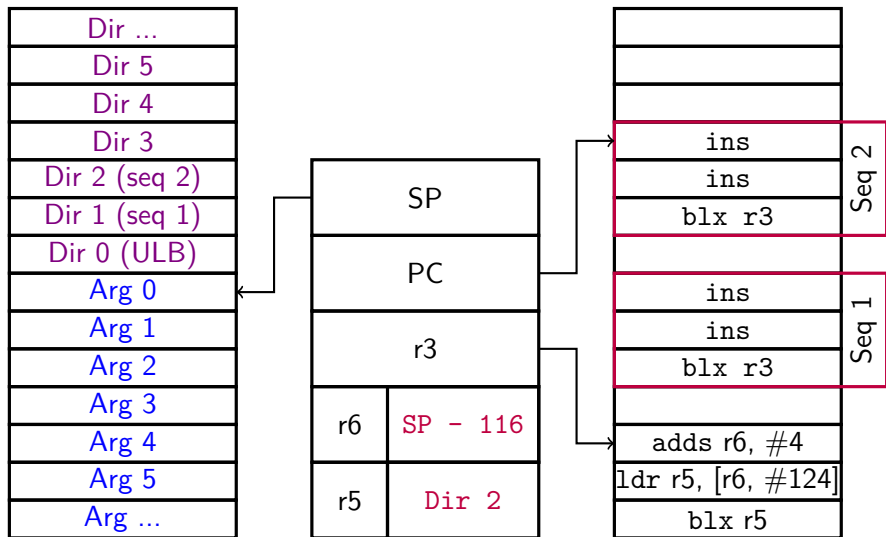 Dir ...
Dir 5
Dir 4
Dir 3
Dir 2 (seq 2)
Dir 1 (seq 1)
Dir 0 (ULB)
Arg 0
Arg 1
Arg 2
Arg 3
Arg 4
Arg 5
Arg ...
SP
PC
r3
r6 SP - 116
r5 Dir 2
ins
ins
blx r3
Seq 2
ins
ins
blx r3
Seq 1
adds r6, #4
ldr r5, [r6, #124]
blx r5